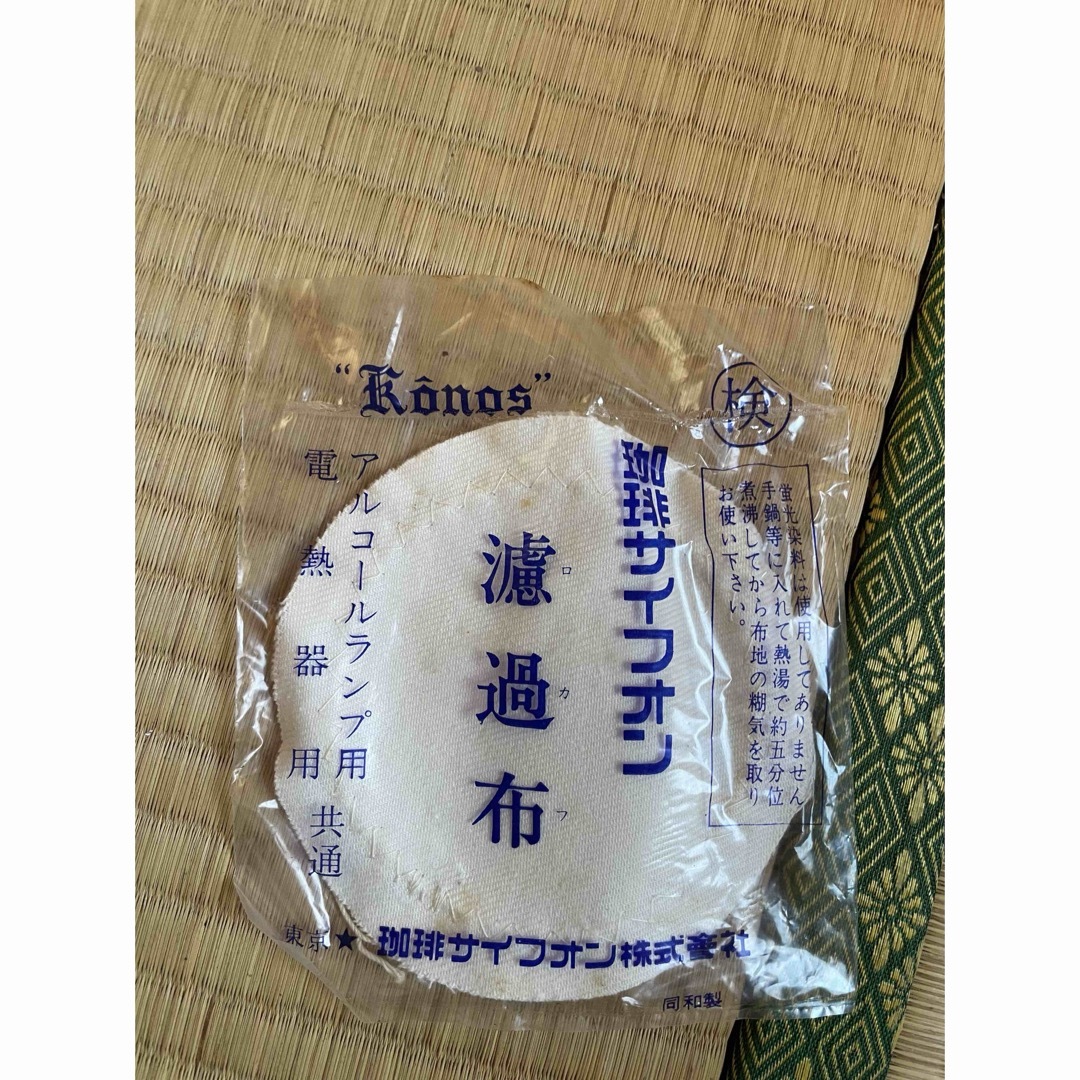 “Kônos”
検
蛍光染料は使用してありません
手鍋等に入れて熱湯で約五分位
煮沸してから布地の糊気を取り
お使い下さい。
珈琲サイフオン
濾過布
ロカフ
アルコールランプ用
電熱器用
共通
東京★珈琲サイフオン株式會社
同和製